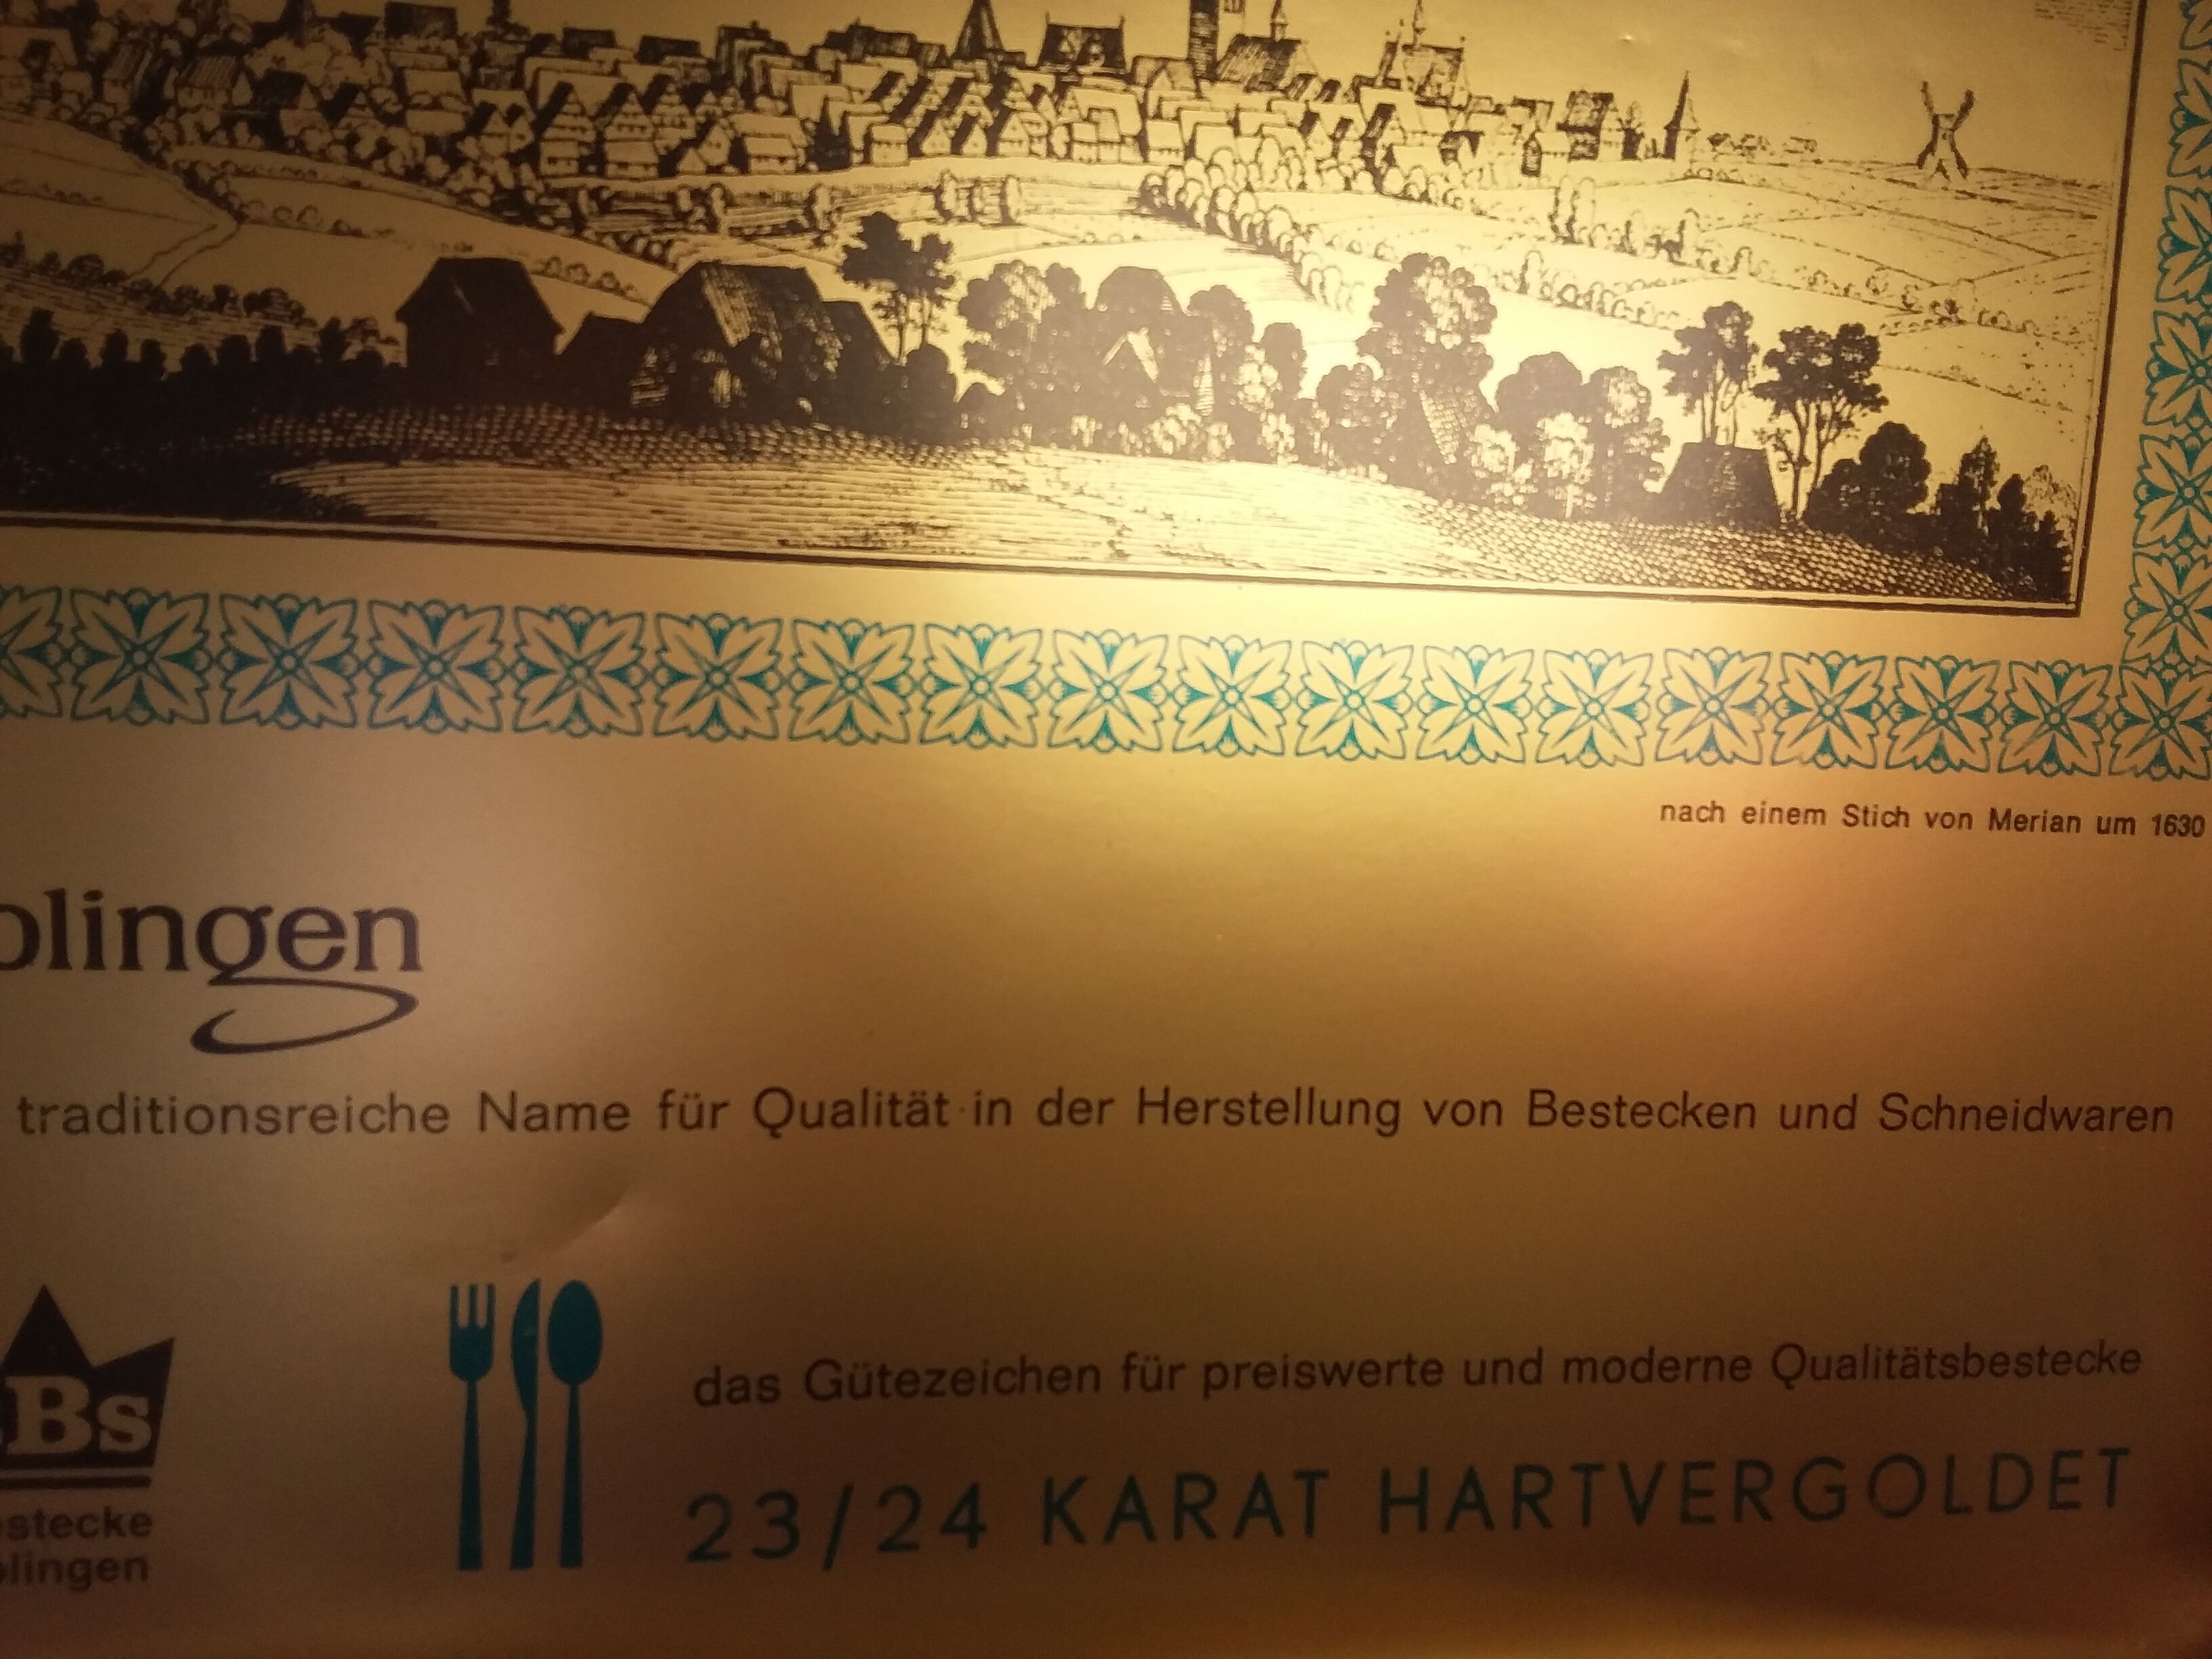 nach einem Stich von Merian um 1630
olingen
traditionsreiche Name für Qualität in der Herstellung von Bestecken und Schneidwaren
Bs
estecke
olingen
das Gütezeichen für preiswerte und moderne Qualitätsbestecke
23/24 KARAT HARTVERGOLDET